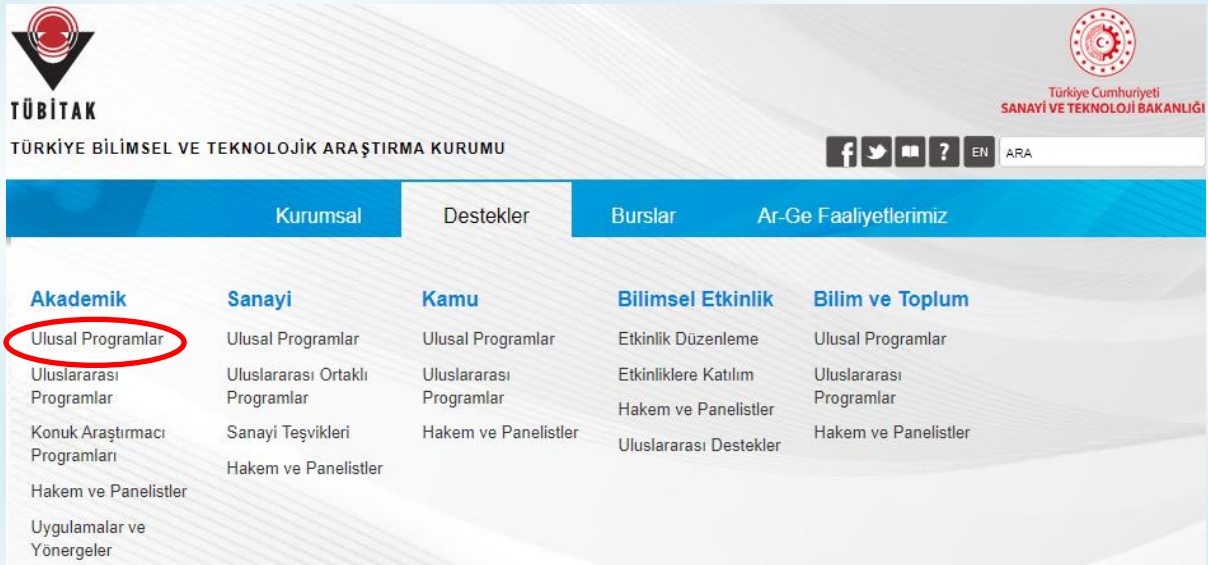 TÜBİTAK
Türkiye Cumhuriyeti
SANAYİ VE TEKNOLOJİ BAKANLIĞI
TÜRKİYE BİLİMSEL VE TEKNOLOJİK ARAŞTIRMA KURUMU
f ? EN ARA
Kurumsal Destekler Burslar Ar-Ge Faaliyetlerimiz
Akademik
Ulusal Programlar
Uluslararası
Programlar
Konuk Araştırmacı
Programları
Hakem ve Panelistler
Uygulamalar ve
Yönergeler
Sanayi
Ulusal Programlar
Uluslararası Ortaklı
Programlar
Sanayi Teşvikleri
Hakem ve Panelistler
Kamu
Ulusal Programlar
Uluslararası
Programlar
Hakem ve Panelistler
Bilimsel Etkinlik
Etkinlik Düzenleme
Etkinliklere Katılım
Hakem ve Panelistler
Uluslararası Destekler
Bilim ve Toplum
Ulusal Programlar
Uluslararası
Programlar
Hakem ve Panelistler